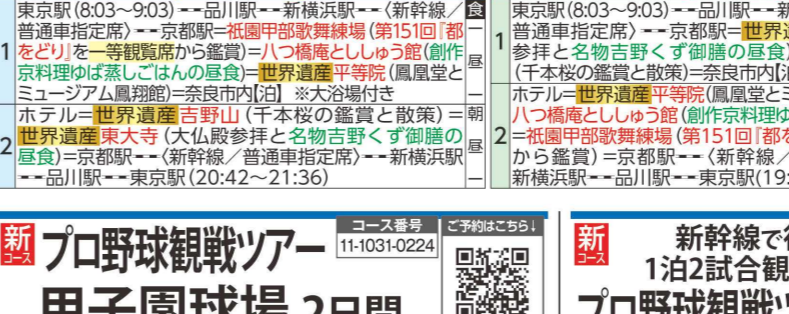 東京駅(8:03～9:03)--品川駅--新横浜駅--〈新幹線／
普通車指定席〉--京都駅=祇園甲部歌舞練場(第151回『都
をどり』を一等観覧席から鑑賞)=八つ橋庵とししゅう館(創作
京料理ゆば蒸しごはんの昼食)=世界遺産平等院(鳳凰堂と
ミュージアム鳳翔館)=奈良市内【泊】 ※大浴場付き
1
食
―
昼
―
ホテル=世界遺産吉野山(千本桜の鑑賞と散策)=
世界遺産東大寺(大仏殿参拝と名物吉野くず御膳の
昼食)=京都駅--〈新幹線／普通車指定席〉--新横浜駅
--品川駅--東京駅(20:42～21:36)
2
朝
昼
―
東京駅(8:03～9:03)--品川駅--新
普通車指定席〉--京都駅=世界遺
参拝と名物吉野くず御膳の昼食)
(千本桜の鑑賞と散策)=奈良市内【
1
ホテル=世界遺産平等院(鳳凰堂とミ
八つ橋庵とししゅう館(創作京料理ゆ
=祇園甲部歌舞練場(第151回『都を
から鑑賞)=京都駅--〈新幹線／
新横浜駅--品川駅--東京駅(19:
2
新コース
プロ野球観戦ツアー
甲子園球場 2日間
コース番号
11-1031-0224
ご予約はこちら↓
新コース
新幹線で
1泊2試合観
プロ野球観戦ツ